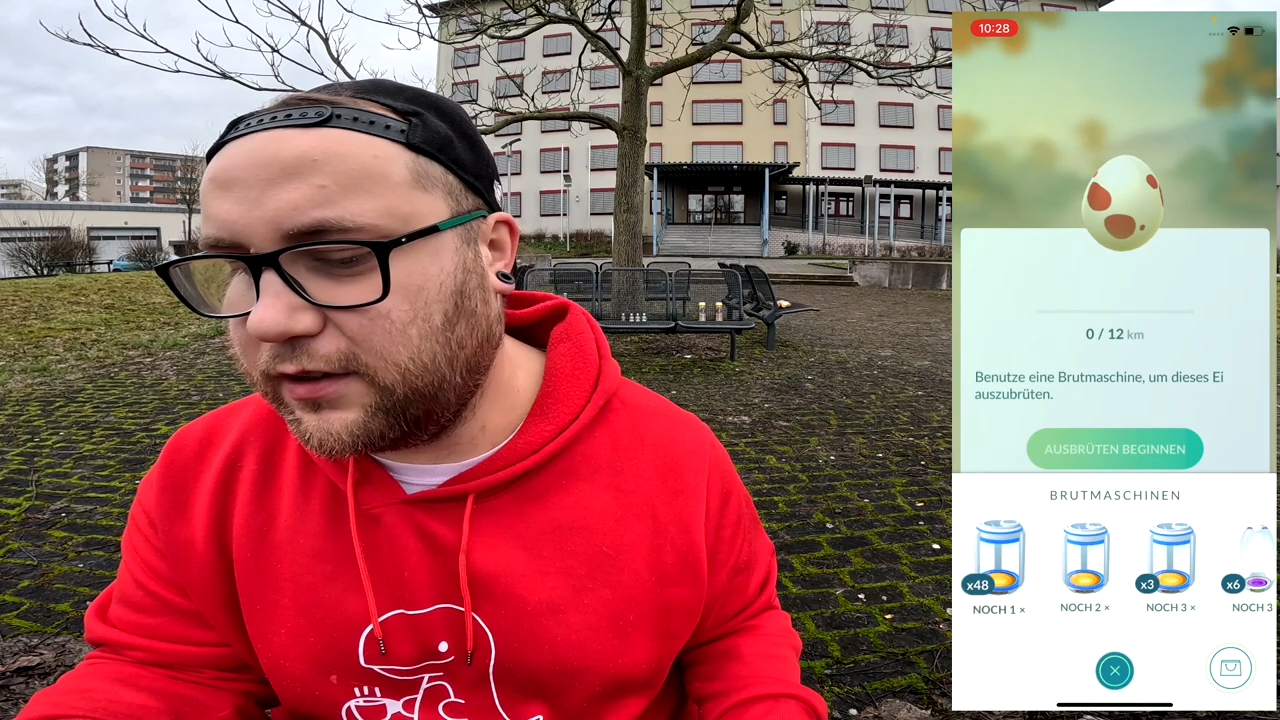 10:28
0 / 12 km
Benutze eine Brutmaschine, um dieses Ei
auszubrüten.
AUSBRÜTEN BEGINNEN
BRUTMASCHINEN
x48
x3
x6
NOCH 1 ×
NOCH 2 ×
NOCH 3 ×
NOCH 3